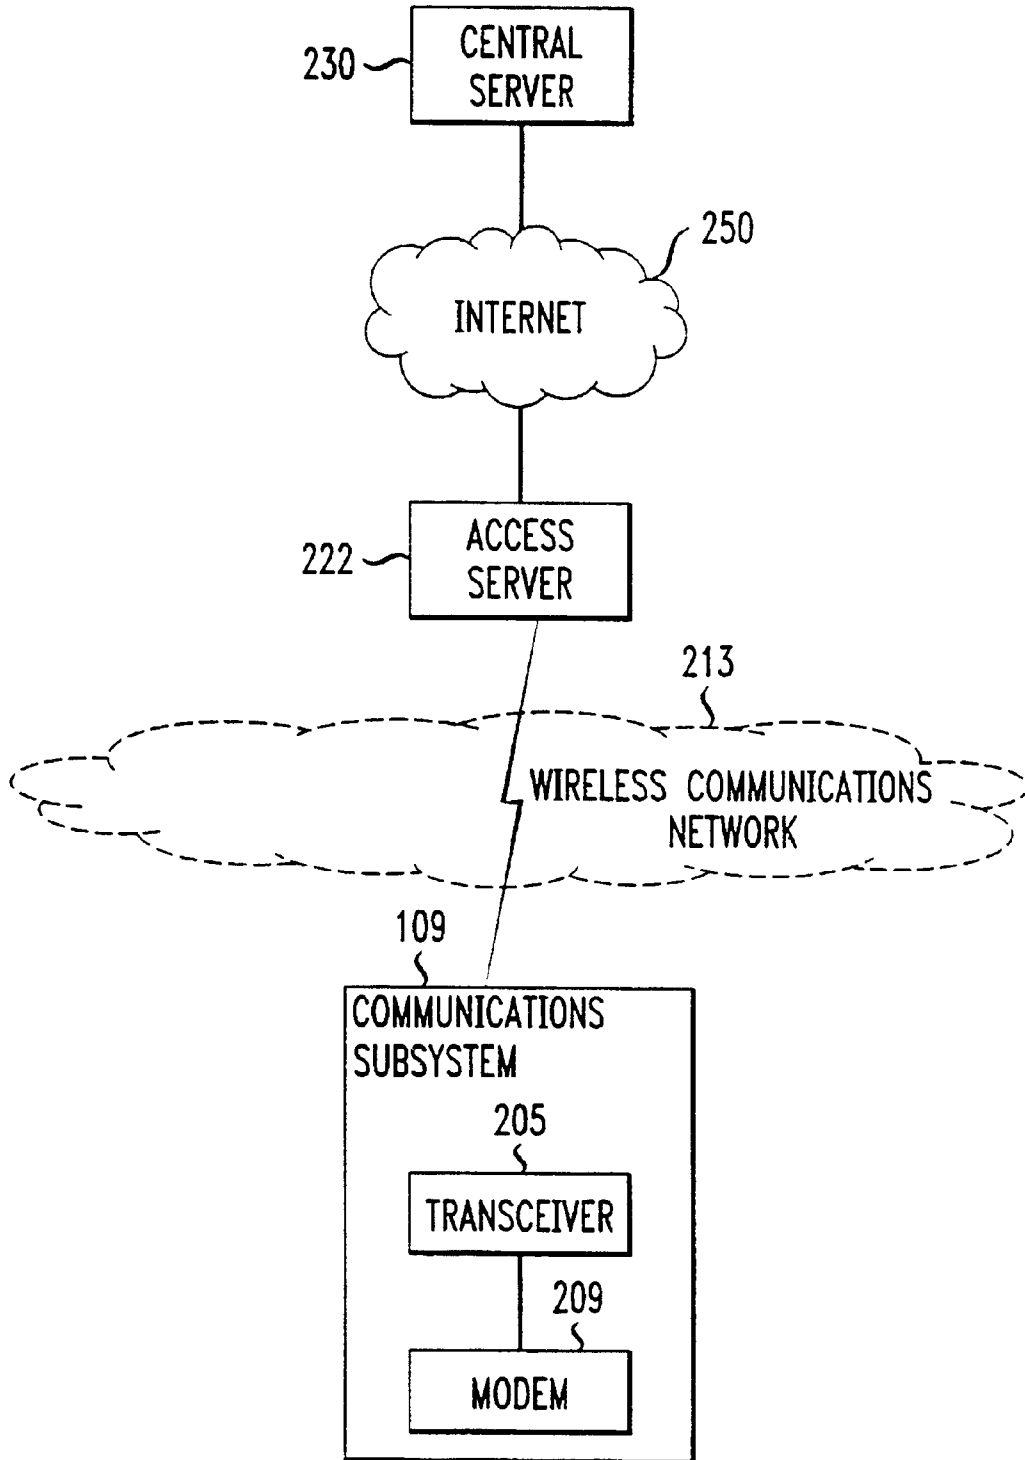 CENTRAL
SERVER
230
250
INTERNET
ACCESS
SERVER
222
213
WIRELESS COMMUNICATIONS
NETWORK
109
COMMUNICATIONS
SUBSYSTEM
205
TRANSCEIVER
209
MODEM